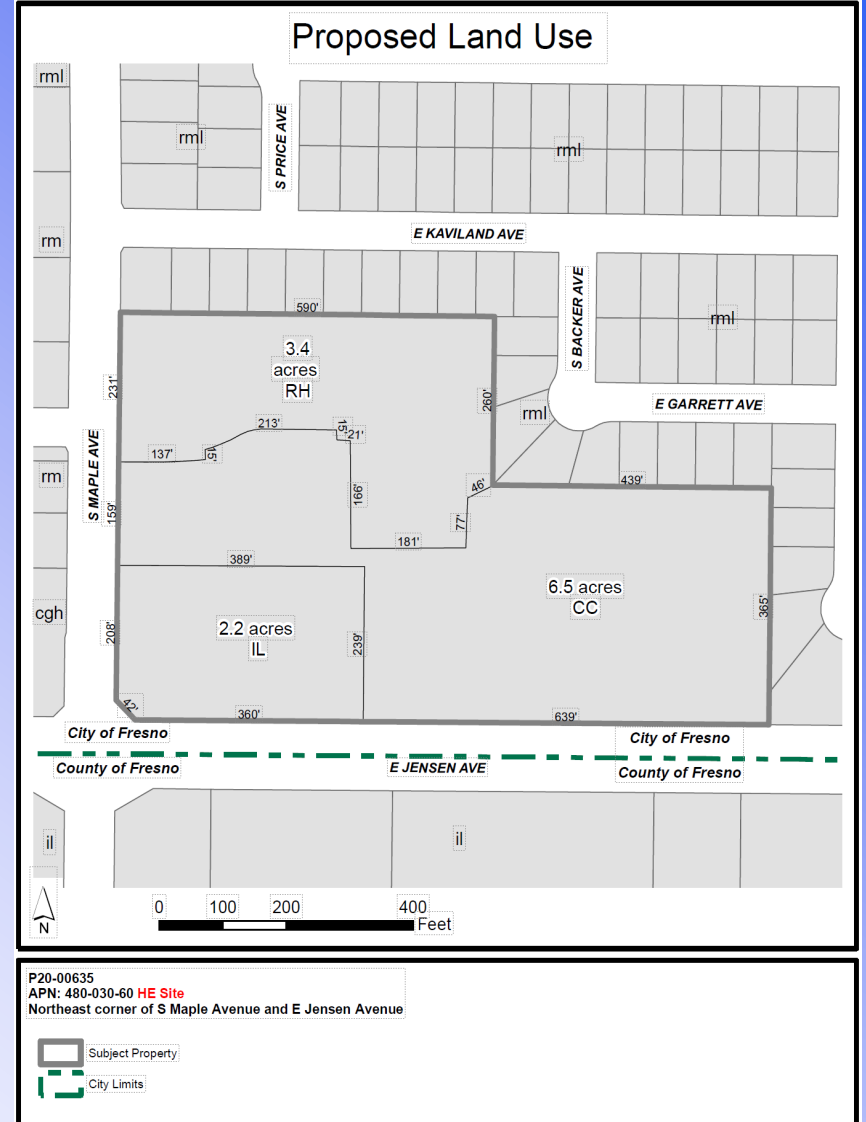 Proposed Land Use
rml
rml
S PRICE AVE
rml
rm
E KAVILAND AVE
S BACKER AVE
rml
590'
3.4
acres
RH
231'
260'
rml
E GARRETT AVE
213'
15'
21'
137'
15'
S MAPLE AVE
rm
439'
46'
166'
159'
77'
181'
389'
6.5 acres
CC
cgh
2.2 acres
IL
208'
239'
365'
42'
360'
639'
City of Fresno
City of Fresno
County of Fresno
E JENSEN AVE
County of Fresno
il
il
0 100 200 400
Feet
N
P20-00635
APN: 480-030-60 HE Site
Northeast corner of S Maple Avenue and E Jensen Avenue
Subject Property
City Limits